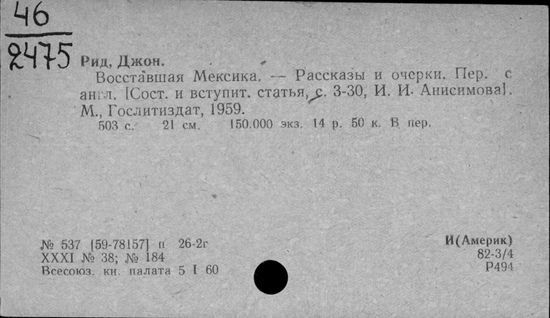 46
2475
Рид, Джон.
Восставшая Мексика. — Рассказы и очерки. Пер. с
англ. [Сост. и вступит. статья, с. 3-30, И. И. Анисимова].
М., Гослитиздат, 1959.
503 с. 21 см. 150.000 экз. 14 р. 50 к. В пер.
№ 537 [59-78157] п 26-2г
XXXI № 38; № 184
Всесоюз. кн. палата 5 I 60
И(Америк)
82-3/4
Р494